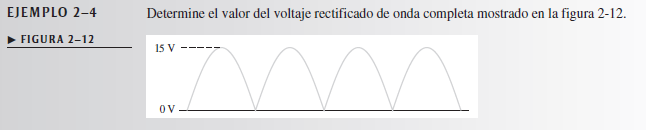 EJEMPLO 2–4 Determine el valor del voltaje rectificado de onda completa mostrado en la figura 2-12.
▶ FIGURA 2–12
15 V
0 V